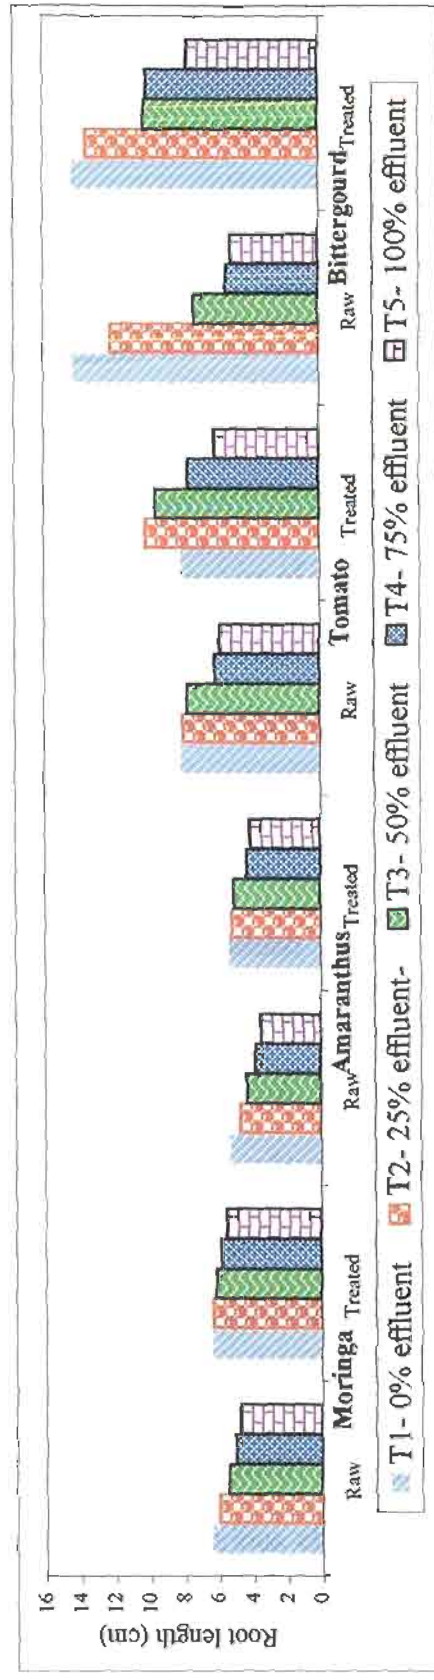 Root length (cm)
16
14
12
10
8
6
4
2
0
Raw Treated Raw Treated Raw Treated Raw Treated
Moringa Amaranthus Tomato Bittergourd
T1- 0% effluent T2- 25% effluent- T3- 50% effluent T4- 75% effluent T5- 100% effluent